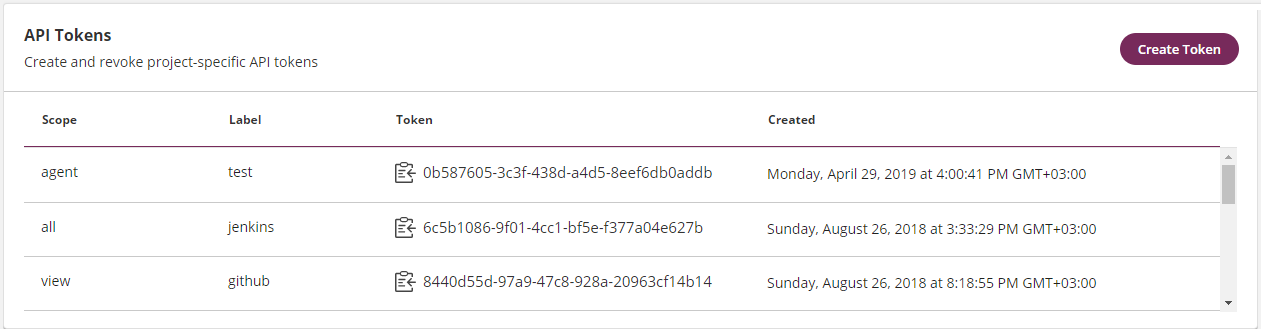 API Tokens
Create and revoke project-specific API tokens
Create Token
Scope Label Token Created
agent test 0b587605-3c3f-438d-a4d5-8eef6db0addb Monday, April 29, 2019 at 4:00:41 PM GMT+03:00
all jenkins 6c5b1086-9f01-4cc1-bf5e-f377a04e627b Sunday, August 26, 2018 at 3:33:29 PM GMT+03:00
view github 8440d55d-97a9-47c8-928a-20963cf14b14 Sunday, August 26, 2018 at 8:18:55 PM GMT+03:00